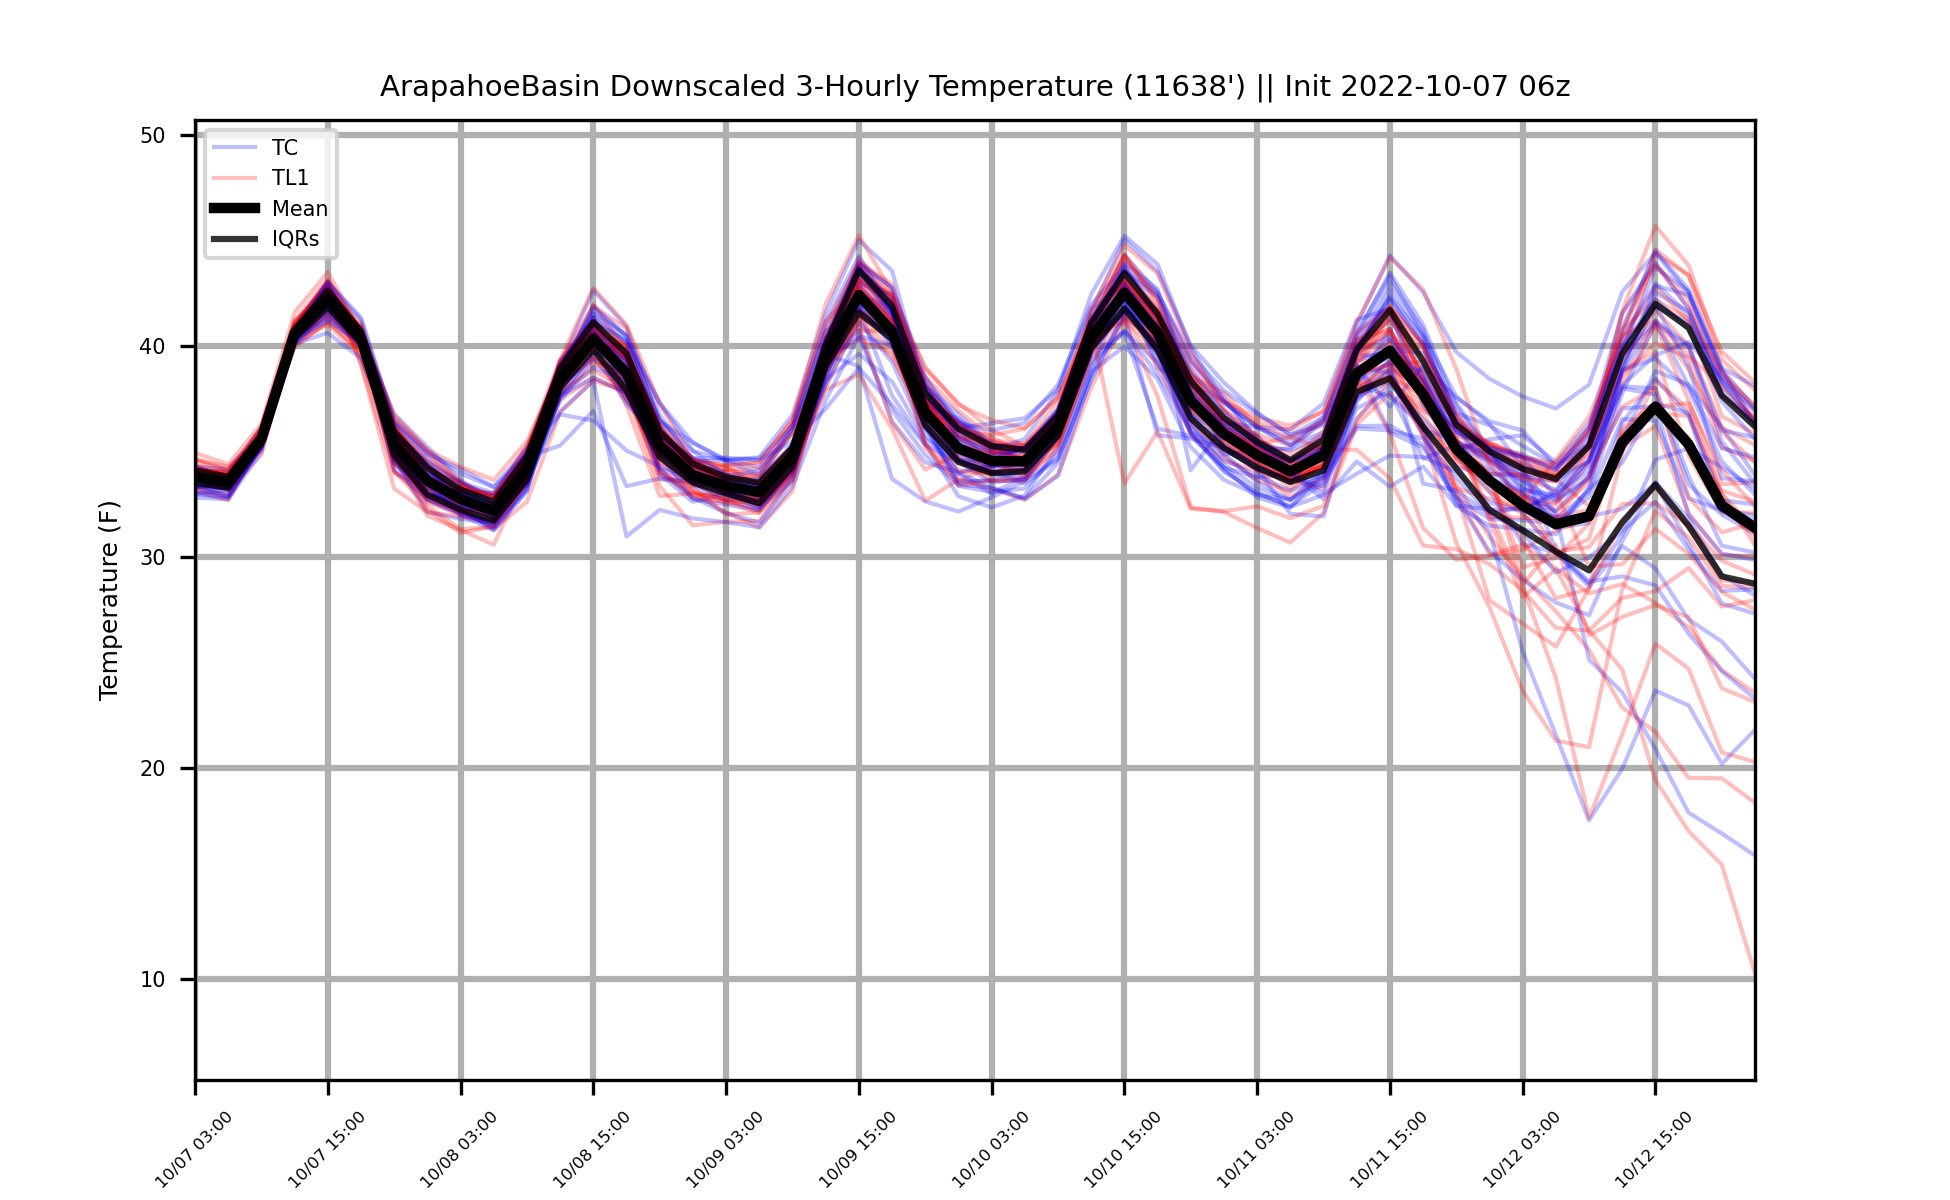 ArapahoeBasin Downscaled 3-Hourly Temperature (11638') || Init 2022-10-07 06z
TC
TL1
Mean
IQRs
Temperature (F)
50
40
30
20
10
10/07 03:00
10/07 15:00
10/08 03:00
10/08 15:00
10/09 03:00
10/09 15:00
10/10 03:00
10/10 15:00
10/11 03:00
10/11 15:00
10/12 03:00
10/12 15:00